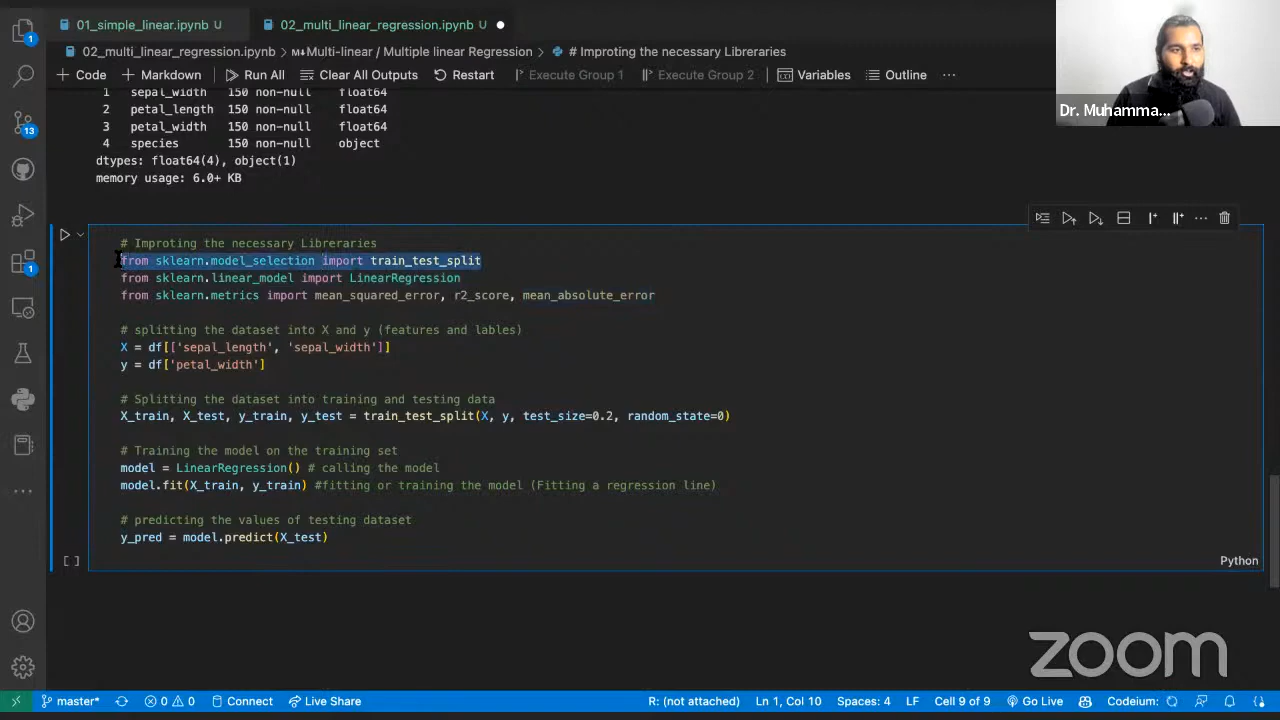 01_simple_linear.ipynb U
02_multi_linear_regression.ipynb U
02_multi_linear_regression.ipynb > Multi-linear / Multiple linear Regression > # Improting the necessary Libreraries
+ Code + Markdown Run All Clear All Outputs Restart Execute Group 1 Execute Group 2 Variables Outline ...
Dr. Muhamma...
1 sepal_width 150 non-null float64
2 petal_length 150 non-null float64
3 petal_width 150 non-null float64
4 species 150 non-null object
dtypes: float64(4), object(1)
memory usage: 6.0+ KB
# Improting the necessary Libreraries
from sklearn.model_selection import train_test_split
from sklearn.linear_model import LinearRegression
from sklearn.metrics import mean_squared_error, r2_score, mean_absolute_error
# splitting the dataset into X and y (features and lables)
X = df[['sepal_length', 'sepal_width']]
y = df['petal_width']
# Splitting the dataset into training and testing data
X_train, X_test, y_train, y_test = train_test_split(X, y, test_size=0.2, random_state=0)
# Training the model on the training set
model = LinearRegression() # calling the model
model.fit(X_train, y_train) #fitting or training the model (Fitting a regression line)
# predicting the values of testing dataset
y_pred = model.predict(X_test)
[ ] Python
1
13
1
zoom
master* 0 0 Connect Live Share R: (not attached) Ln 1, Col 10 Spaces: 4 LF Cell 9 of 9 Go Live Codeium: